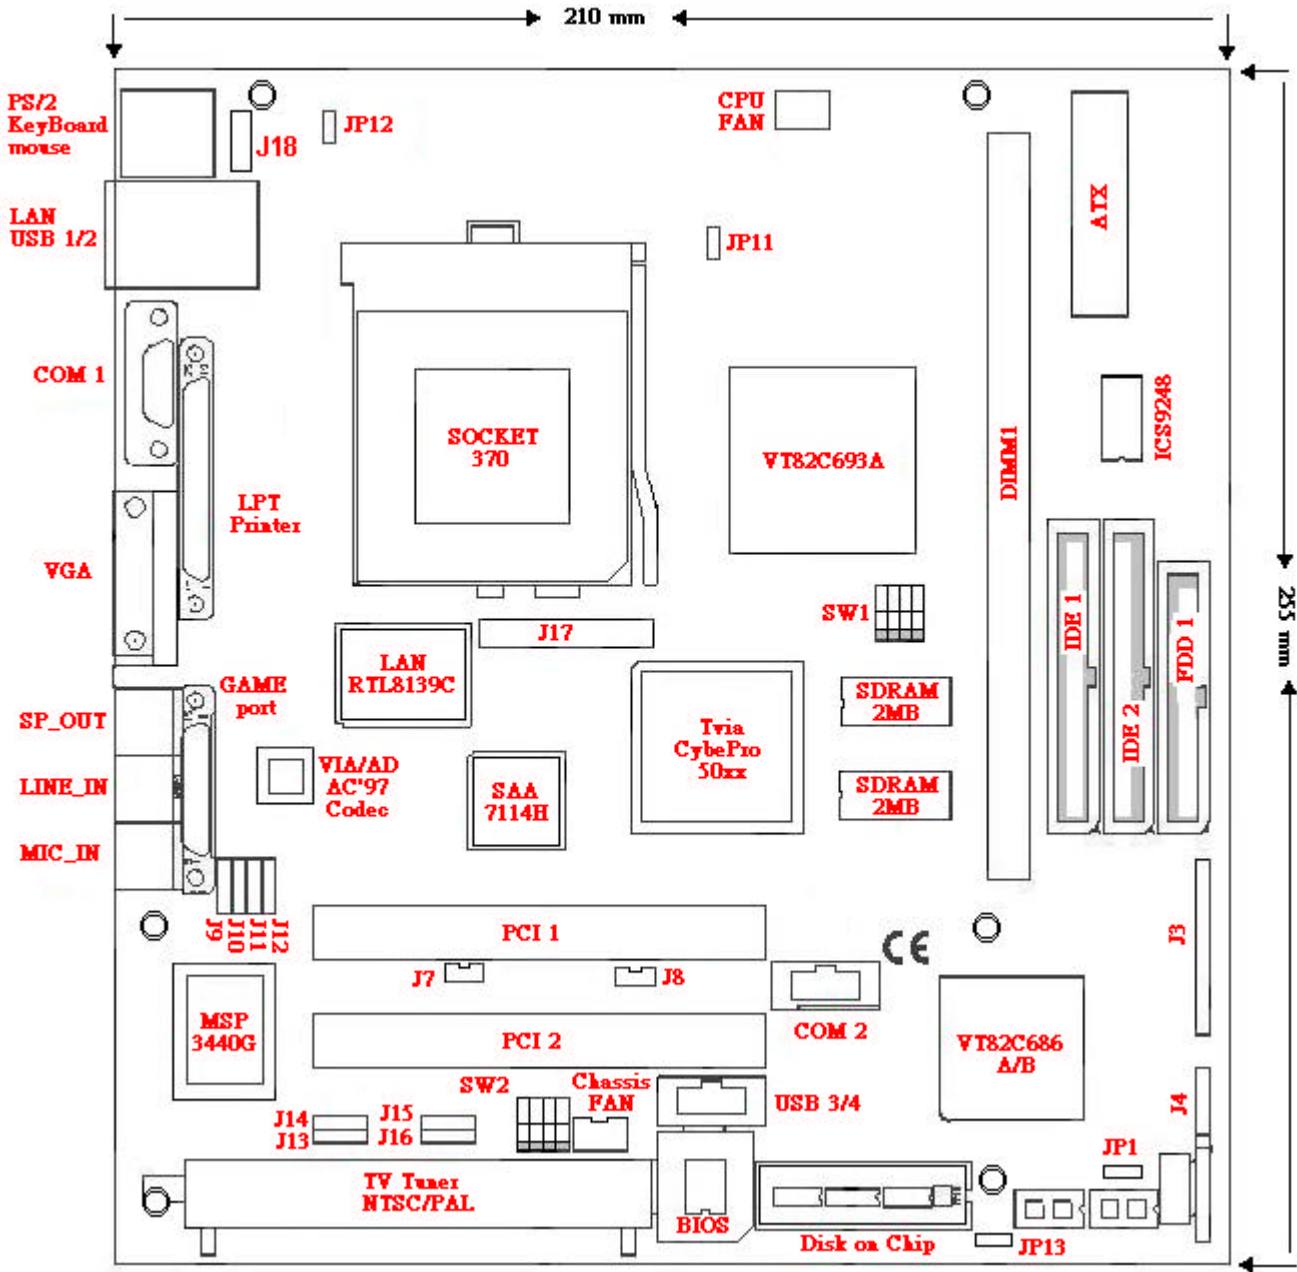 210 mm
PS/2
KeyBoard
mouse
J18
JP12
CPU
FAN
ATX
LAN
USB 1/2
JP11
COM 1
ICS9248
SOCKET
370
VT82C693A
DIMM1
LPT
Printer
VGA
255 mm
SW1
IDE 1
IDE 2
FDD 1
J17
LAN
RTL8139C
GAME
port
SDRAM
2MB
SP_OUT
Tvia
CybePro
50xx
VIA/AD
AC'97
Codec
LINE_IN
SAA
7114H
SDRAM
2MB
MIC_IN
J9
J10
J11
J12
PCI 1
CE
J3
J7
J8
MSP
3440G
PCI 2
COM 2
VT82C686
A/B
SW2
Chassis
FAN
USB 3/4
J4
J14
J13
J15
J16
JP1
TV Tuner
NTSC/PAL
BIOS
Disk on Chip
JP13